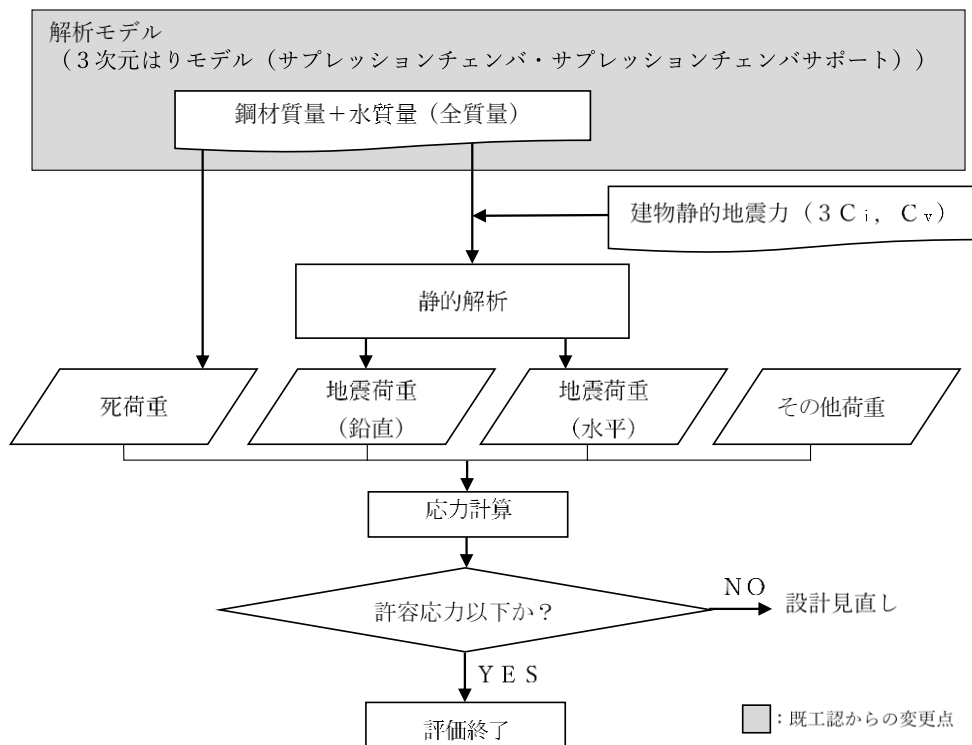 解析モデル
（３次元はりモデル（サプレッションチェンバ・サプレッションチェンバサポート））
鋼材質量＋水質量（全質量）
建物静的地震力（３Ｃｉ，Ｃｖ）
静的解析
死荷重
地震荷重
（鉛直）
地震荷重
（水平）
その他荷重
応力計算
許容応力以下か？
ＮＯ
設計見直し
ＹＥＳ
評価終了
：既工認からの変更点